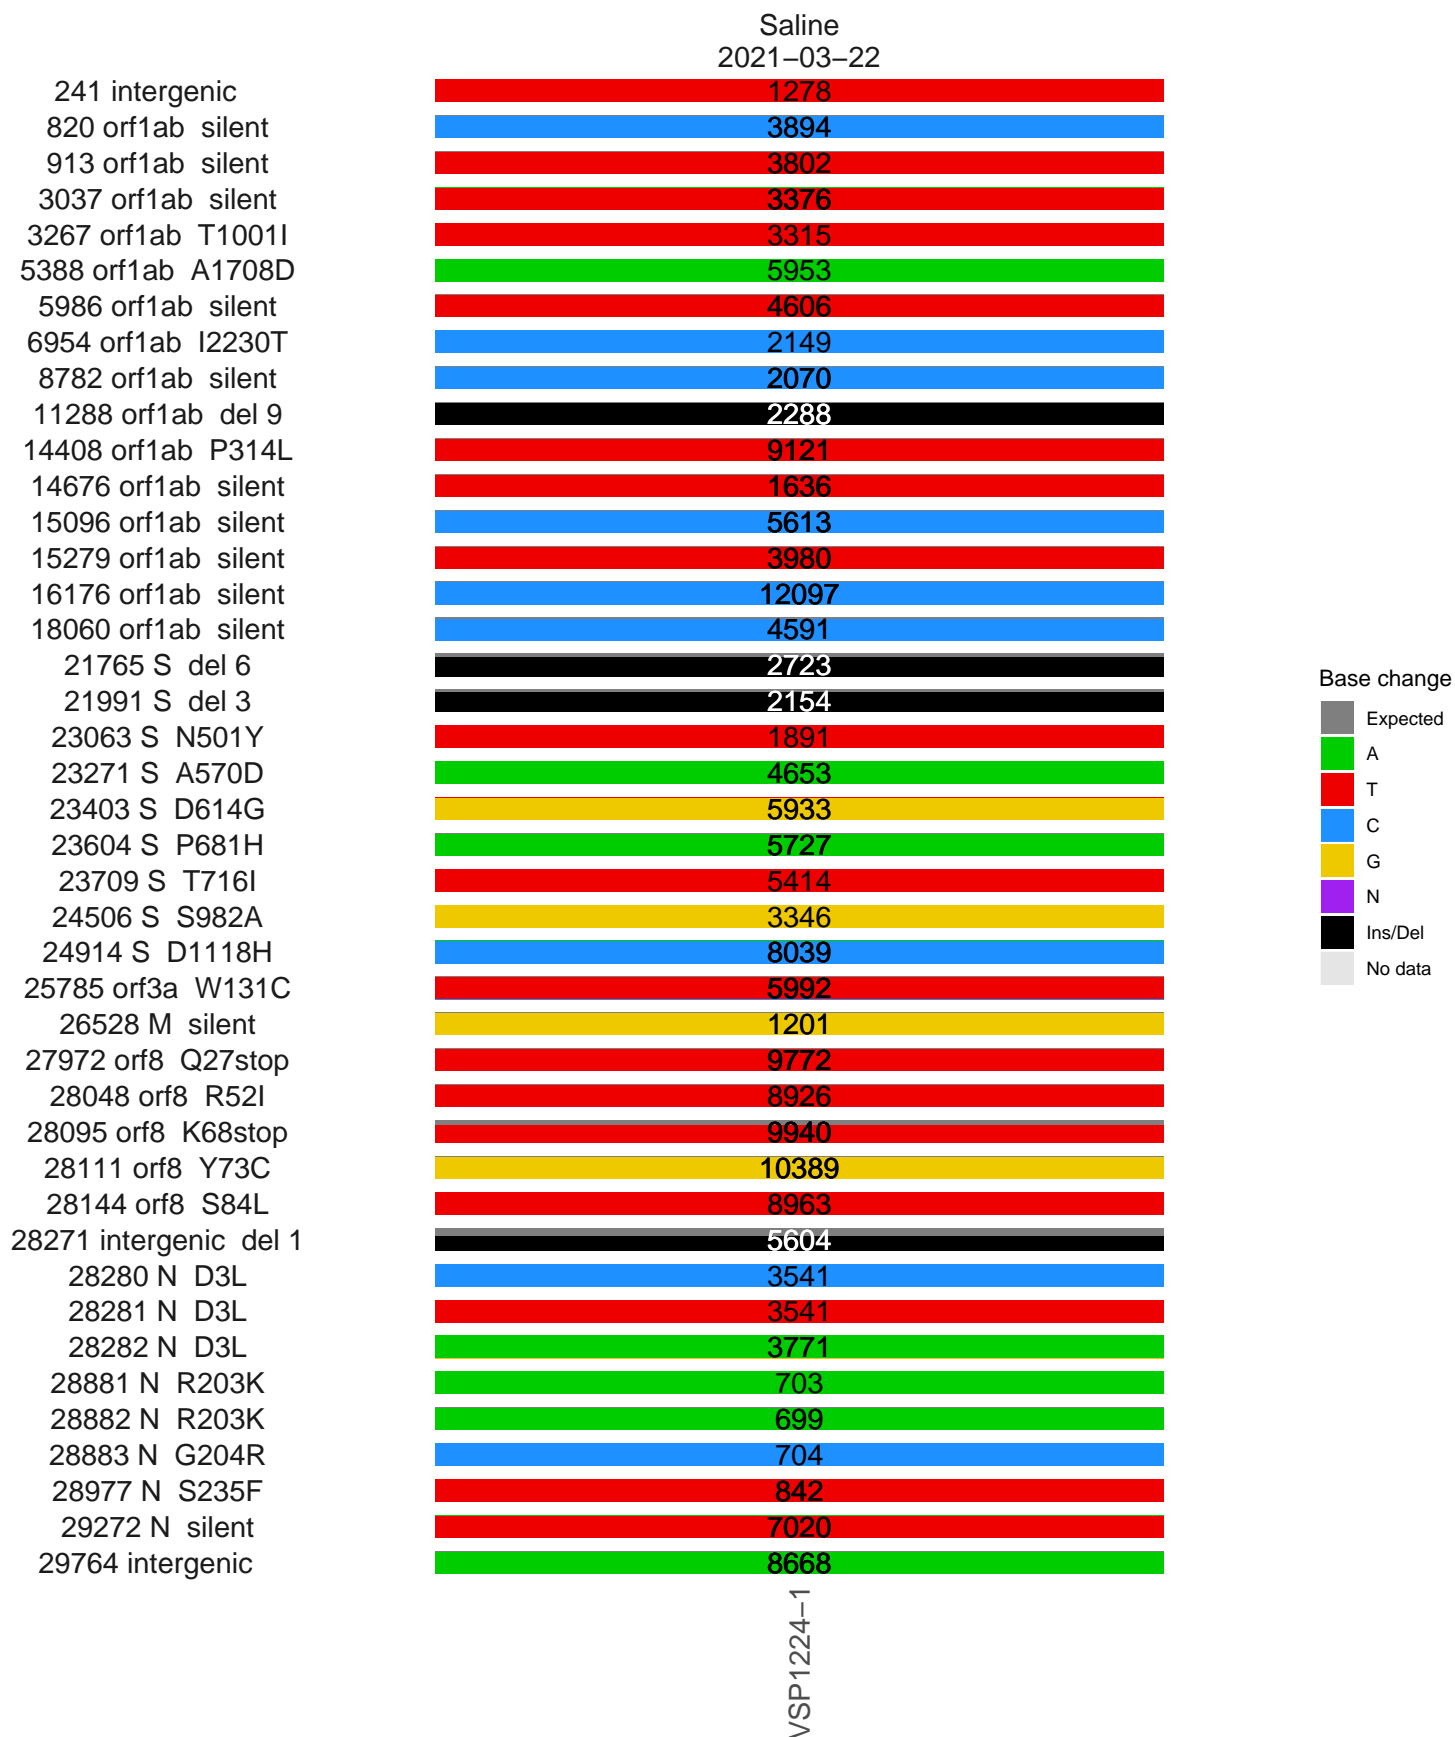 Saline
2021−03−22
241 intergenic 1278
820 orf1ab silent 3894
913 orf1ab silent 3802
3037 orf1ab silent 3376
3267 orf1ab T1001I 3315
5388 orf1ab A1708D 5953
5986 orf1ab silent 4606
6954 orf1ab I2230T 2149
8782 orf1ab silent 2070
11288 orf1ab del 9 2288
14408 orf1ab P314L 9121
14676 orf1ab silent 1636
15096 orf1ab silent 5613
15279 orf1ab silent 3980
16176 orf1ab silent 12097
18060 orf1ab silent 4591
21765 S del 6 2723
21991 S del 3 2154
23063 S N501Y 1891
23271 S A570D 4653
23403 S D614G 5933
23604 S P681H 5727
23709 S T716I 5414
24506 S S982A 3346
24914 S D1118H 8039
25785 orf3a W131C 5992
26528 M silent 1201
27972 orf8 Q27stop 9772
28048 orf8 R52I 8926
28095 orf8 K68stop 9940
28111 orf8 Y73C 10389
28144 orf8 S84L 8963
28271 intergenic del 1 5604
28280 N D3L 3541
28281 N D3L 3541
28282 N D3L 3771
28881 N R203K 703
28882 N R203K 699
28883 N G204R 704
28977 N S235F 842
29272 N silent 7020
29764 intergenic 8668
VSP1224−1
Base change
Expected
A
T
C
G
N
Ins/Del
No data